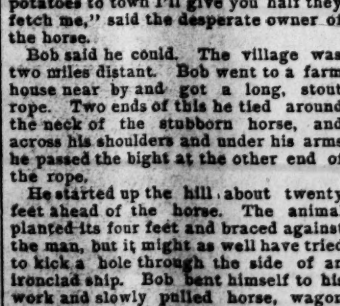 potatoes to town I'll give you half they
fetch me," said the desperate owner of
the horse.
Bob said he could. The village was
two miles distant. Bob went to a farm
house near by and got a long, stout
rope. Two ends of this he tied around
the neck of the stubborn horse, and
across his shoulders and under his arms
he passed the bight at the other end of
the rope.
He started up the hill about twenty
feet ahead of the horse. The anima
planted its four feet and braced against
the man, but it might as well have tried
to kick a hole through the side of an
ironclad ship. Bob bent himself to his
work and slowly pulled horse, wagon